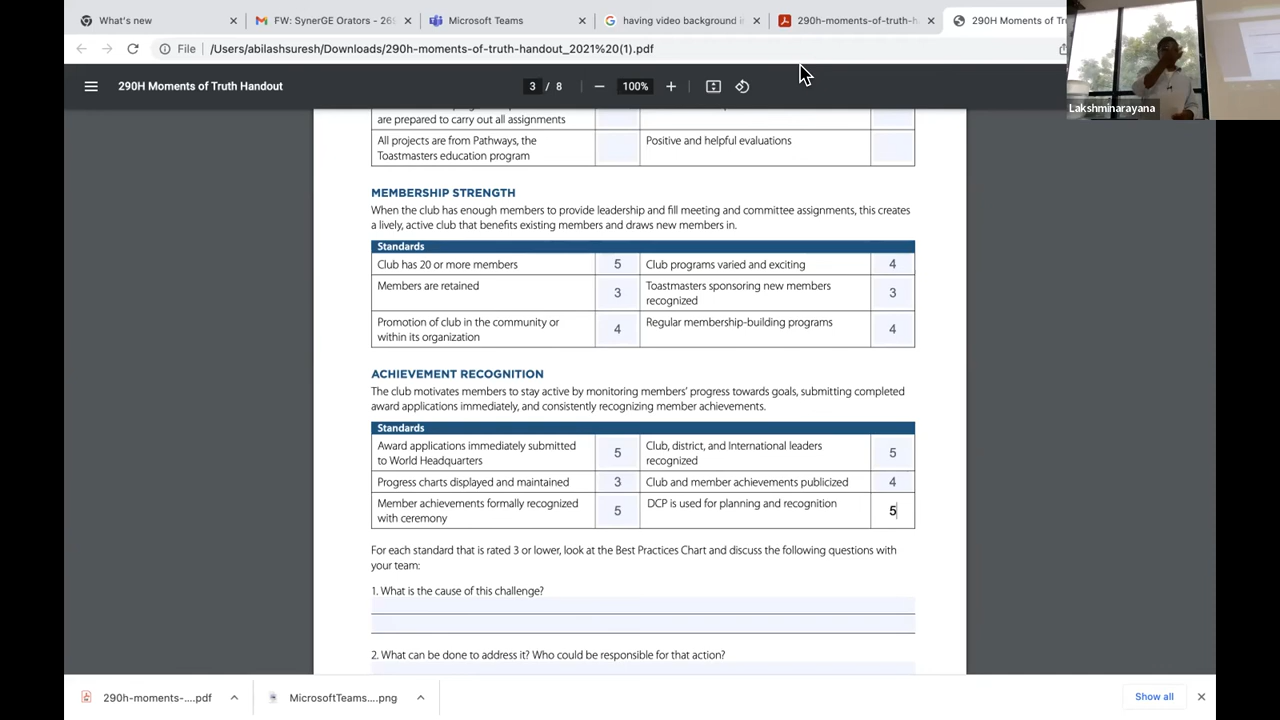 What's new
FW: SynerGE Orators - 26
Microsoft Teams
having video background i
290h-moments-of-truth-h
290H Moments of Tru
File /Users/abilashsuresh/Downloads/290h-moments-of-truth-handout_2021%20(1).pdf
290H Moments of Truth Handout
3 / 8
100%
Lakshminarayana
are prepared to carry out all assignments
All projects are from Pathways, the
Toastmasters education program
Positive and helpful evaluations
MEMBERSHIP STRENGTH
When the club has enough members to provide leadership and fill meeting and committee assignments, this creates
a lively, active club that benefits existing members and draws new members in.
Standards
Club has 20 or more members 5 Club programs varied and exciting 4
Members are retained 3 Toastmasters sponsoring new members
recognized 3
Promotion of club in the community or
within its organization 4 Regular membership-building programs 4
ACHIEVEMENT RECOGNITION
The club motivates members to stay active by monitoring members' progress towards goals, submitting completed
award applications immediately, and consistently recognizing member achievements.
Standards
Award applications immediately submitted
to World Headquarters 5 Club, district, and International leaders
recognized 5
Progress charts displayed and maintained 3 Club and member achievements publicized 4
Member achievements formally recognized
with ceremony 5 DCP is used for planning and recognition 5
For each standard that is rated 3 or lower, look at the Best Practices Chart and discuss the following questions with
your team:
1. What is the cause of this challenge?
2. What can be done to address it? Who could be responsible for that action?
290h-moments-....pdf
MicrosoftTeams....png
Show all